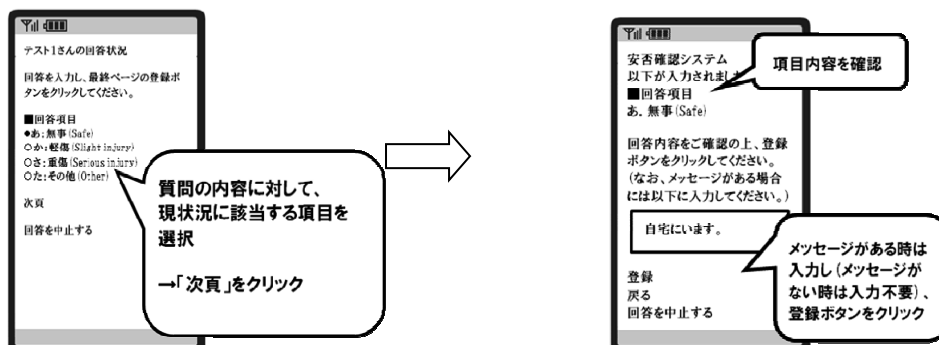 テスト1さんの回答状況
回答を入力し、最終ページの登録ボ
タンをクリックしてください。
■回答項目
●あ:無事(Safe)
○か:軽傷(Slight injury)
○さ:重傷(Serious injury)
○た:その他(Other)
次頁
回答を中止する
質問の内容に対して、
現状況に該当する項目を
選択
→「次頁」をクリック
安否確認システム
以下が入力されま
■回答項目
あ. 無事(Safe)
回答内容をご確認の上、登録
ボタンをクリックしてください。
(なお、メッセージがある場合
には以下に入力してください。)
自宅にいます。
登録
戻る
回答を中止する
項目内容を確認
メッセージがある時は
入力し(メッセージが
ない時は入力不要)、
登録ボタンをクリック